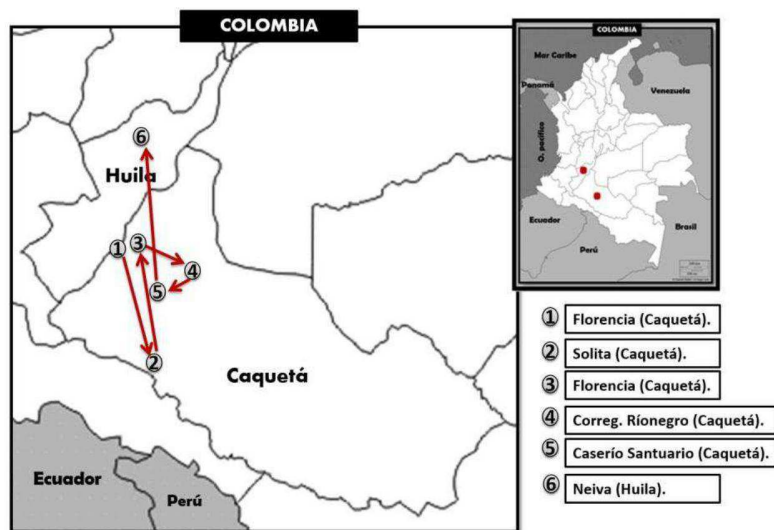 COLOMBIA
6
Huila
1
3
4
5
2
Caquetá
Ecuador
Perú
COLOMBIA
Mar Caribe
Panamá
Venezuela
O. pacífico
Ecuador
Brasil
Perú
1 Florencia (Caquetá).
2 Solita (Caquetá).
3 Florencia (Caquetá).
4 Correg. Ríonegro (Caquetá).
5 Caserío Santuario (Caquetá).
6 Neiva (Huila).